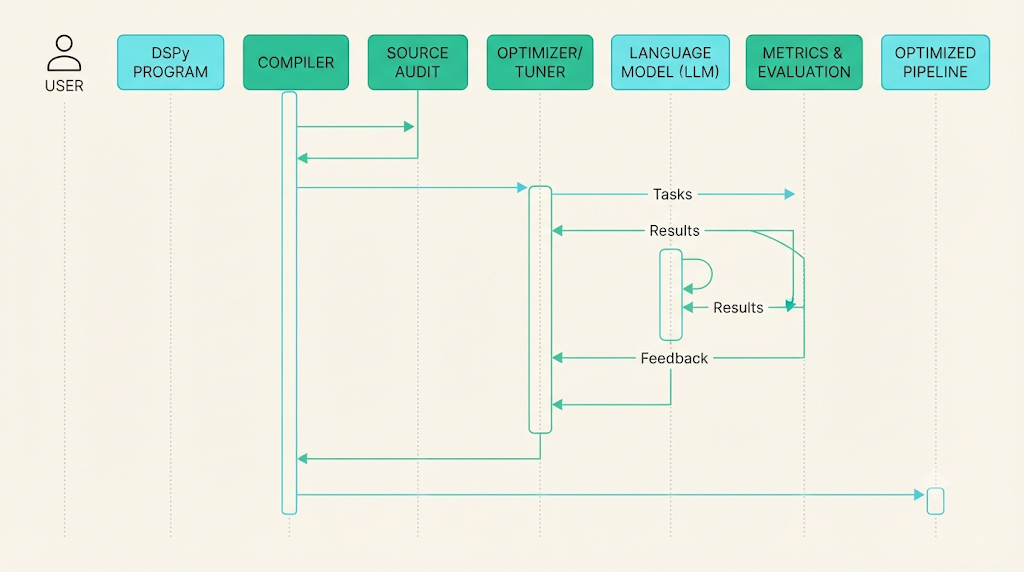 USER
DSPy
PROGRAM
COMPILER
SOURCE
AUDIT
OPTIMIZER/
TUNER
LANGUAGE
MODEL (LLM)
METRICS &
EVALUATION
OPTIMIZED
PIPELINE
Tasks
Results
Results
Feedback